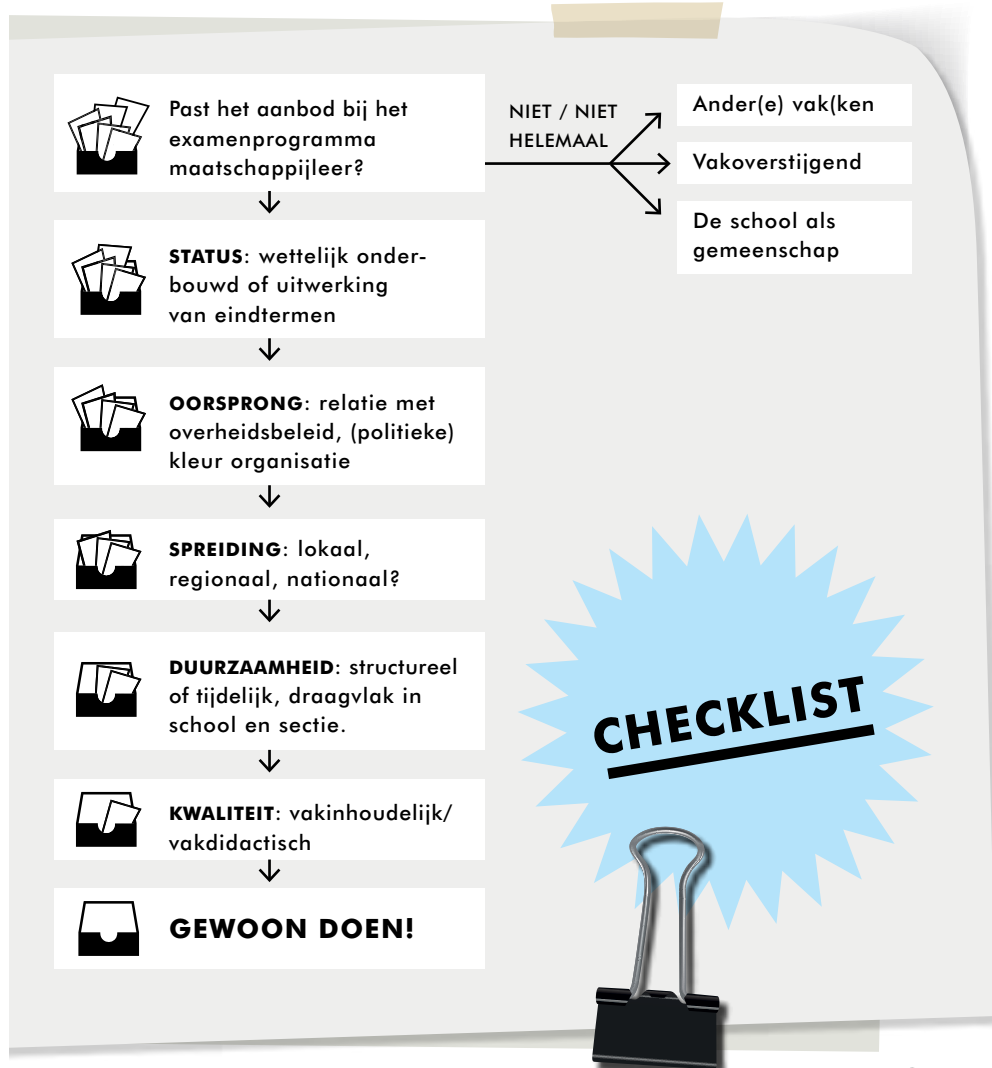 Past het aanbod bij het
examenprogramma
maatschappijleer?
NIET / NIET
HELEMAAL
Ander(e) vak(ken
Vakoverstijgend
De school als
gemeenschap
STATUS: wettelijk onder-
bouwd of uitwerking
van eindtermen
OORSPRONG: relatie met
overheidsbeleid, (politieke)
kleur organisatie
SPREIDING: lokaal,
regionaal, nationaal?
DUURZAAMHEID: structureel
of tijdelijk, draagvlak in
school en sectie.
KWALITEIT: vakinhoudelijk/
vakdidactisch
GEWOON DOEN!
CHECKLIST